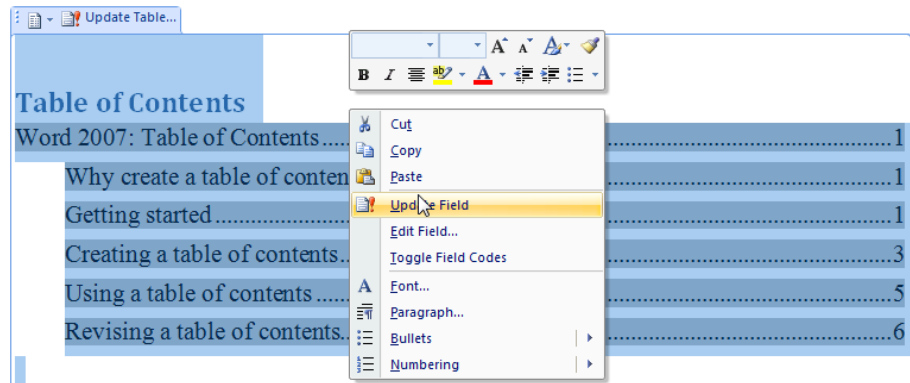 Update Table...
Table of Contents
Word 2007: Table of Contents..........1
Why create a table of conten..........1
Getting started..........1
Creating a table of contents..........3
Using a table of contents..........5
Revising a table of contents..........6
A A A
B I ab A
Cut
Copy
Paste
Update Field
Edit Field...
Toggle Field Codes
A Font...
Paragraph...
Bullets
Numbering